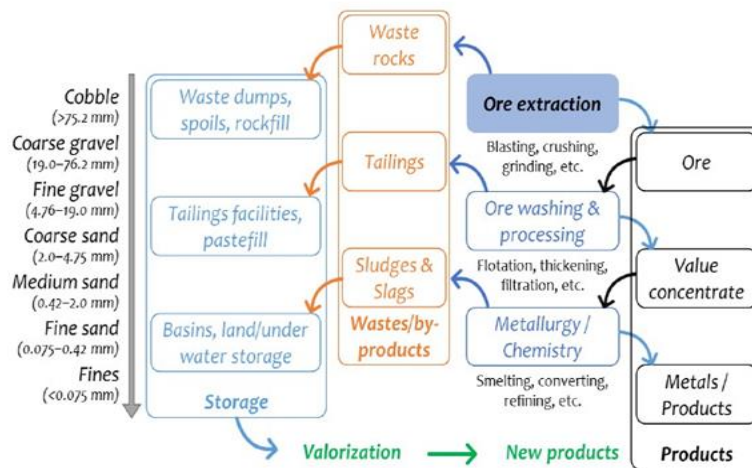 Cobble
(>75.2 mm)
Coarse gravel
(19.0–76.2 mm)
Fine gravel
(4.76–19.0 mm)
Coarse sand
(2.0–4.75 mm)
Medium sand
(0.42–2.0 mm)
Fine sand
(0.075–0.42 mm)
Fines
(<0.075 mm)
Waste dumps,
spoils, rockfill
Tailings facilities,
pastefill
Basins, land/under
water storage
Storage
Waste
rocks
Tailings
Sludges &
Slags
Wastes/by-
products
Ore extraction
Blasting, crushing,
grinding, etc.
Ore washing &
processing
Flotation, thickening,
filtration, etc.
Metallurgy /
Chemistry
Smelting, converting,
refining, etc.
Ore
Value
concentrate
Metals /
Products
Products
Valorization
New products